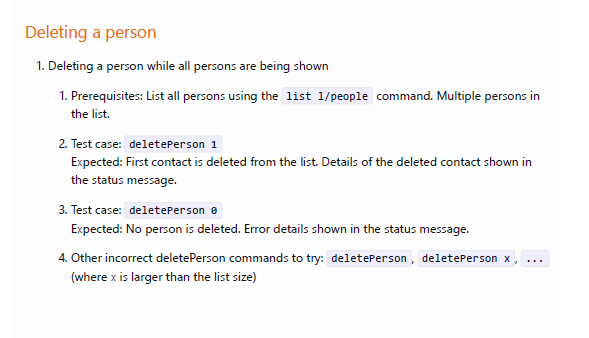 Deleting a person
1. Deleting a person while all persons are being shown
1. Prerequisites: List all persons using the list l/people command. Multiple persons in
the list.
2. Test case: deletePerson 1
Expected: First contact is deleted from the list. Details of the deleted contact shown in
the status message.
3. Test case: deletePerson 0
Expected: No person is deleted. Error details shown in the status message.
4. Other incorrect deletePerson commands to try: deletePerson , deletePerson x , ...
(where x is larger than the list size)